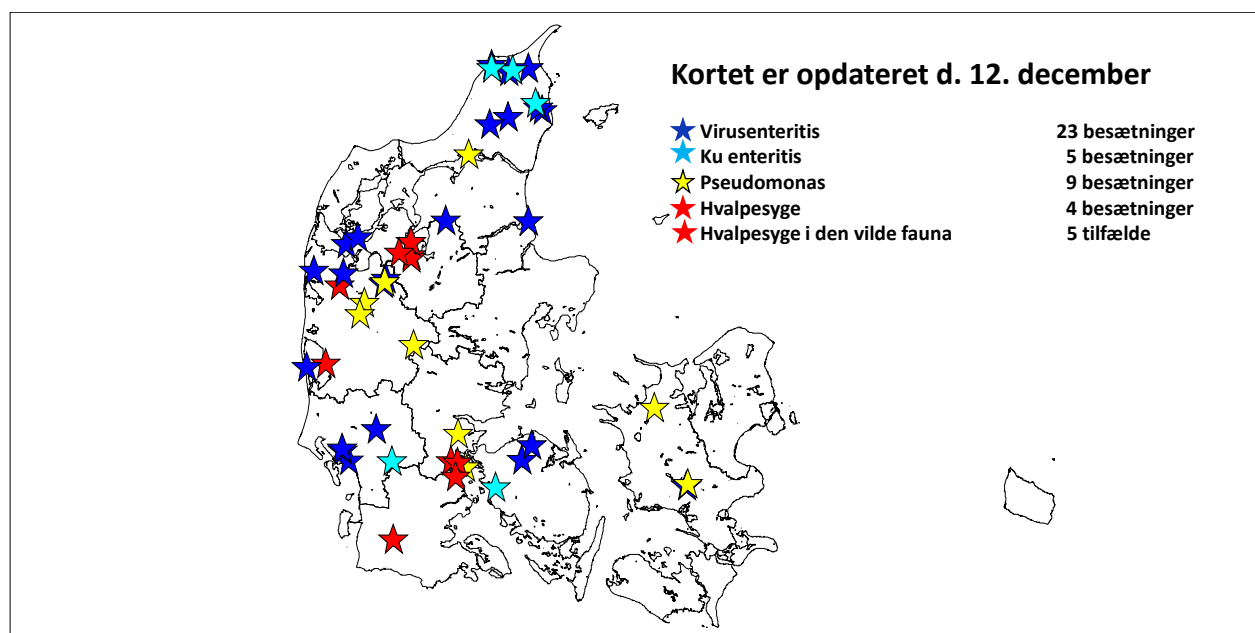 Kortet er opdateret d. 12. december
Virusenteritis 23 besætninger
Ku enteritis 5 besætninger
Pseudomonas 9 besætninger
Hvalpesyge 4 besætninger
Hvalpesyge i den vilde fauna 5 tilfælde